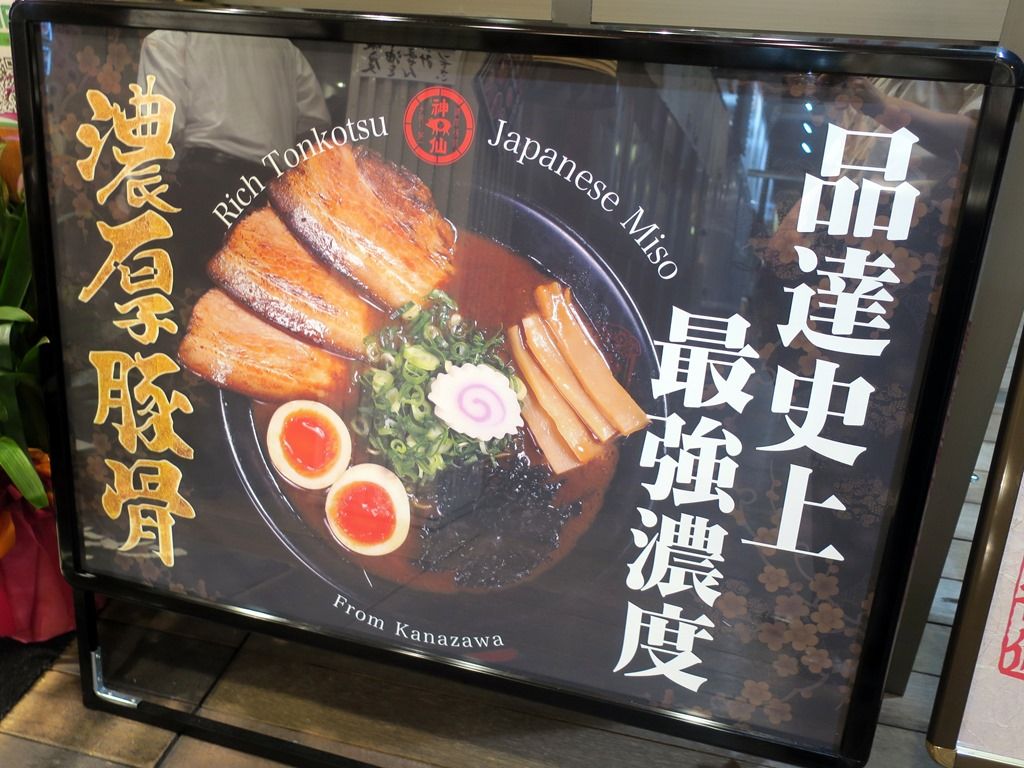 品達史上
最強濃度
Rich Tonkotsu
神仙
Japanese Miso
濃厚豚骨
From Kanazawa